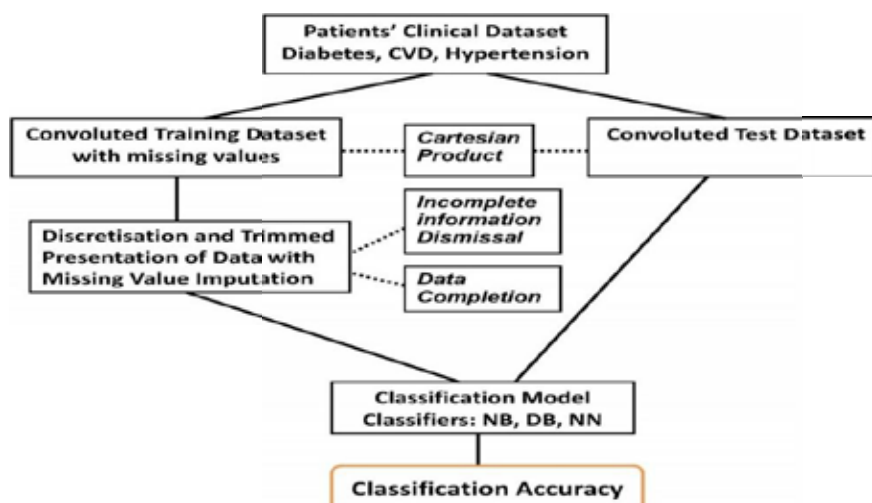 Patients' Clinical Dataset
Diabetes, CVD, Hypertension
Convoluted Training Dataset
with missing values
Cartesian
Product
Convoluted Test Dataset
Incomplete
information
Dismissal
Discretisation and Trimmed
Presentation of Data with
Missing Value Imputation
Data
Completion
Classification Model
Classifiers: NB, DB, NN
Classification Accuracy